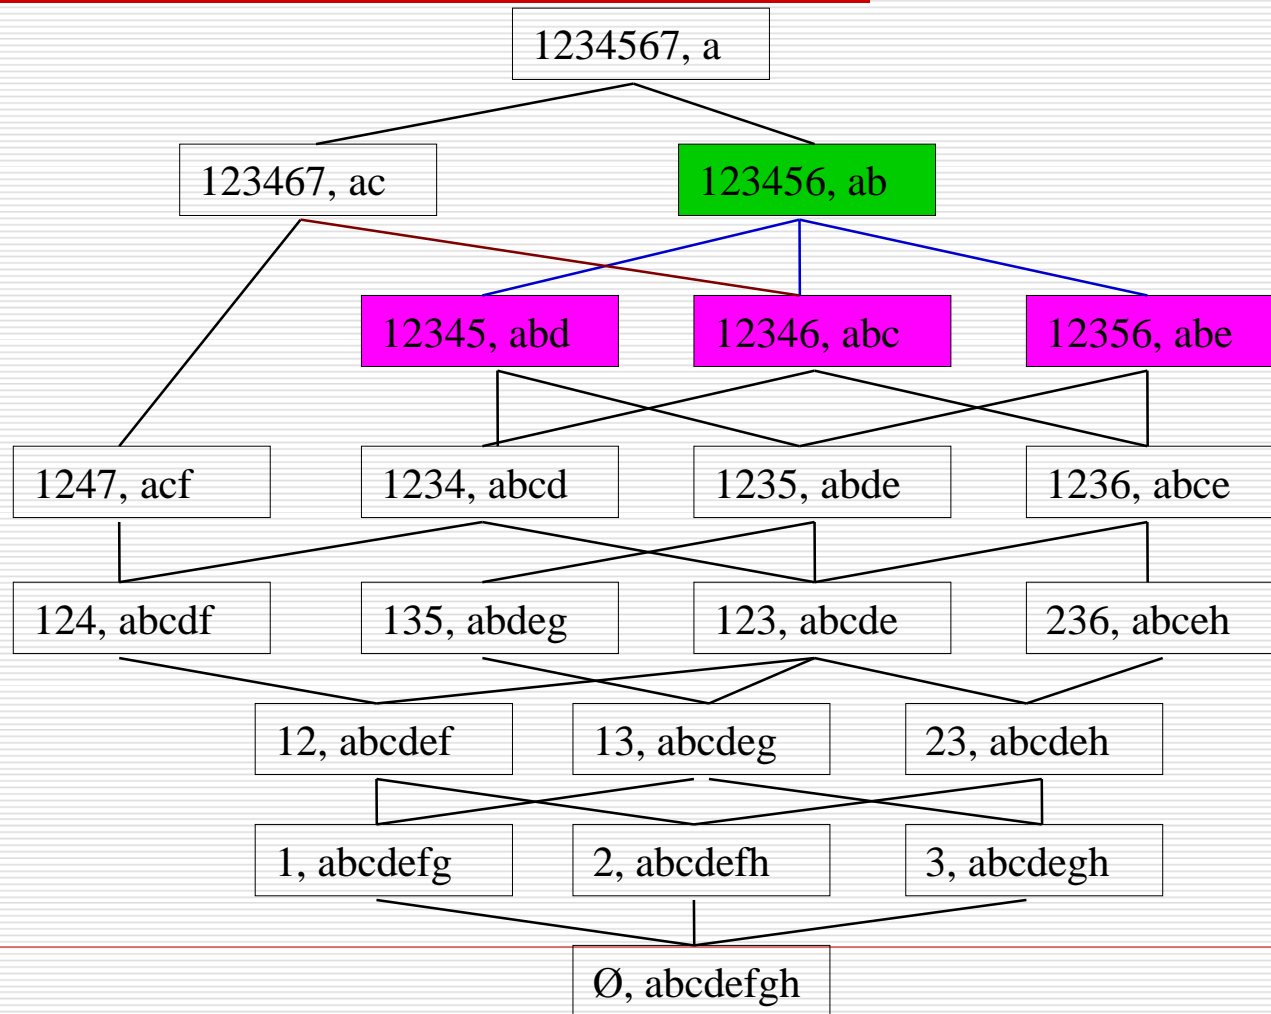 1234567, a
123467, ac
123456, ab
12345, abd
12346, abc
12356, abe
1247, acf
1234, abcd
1235, abde
1236, abce
124, abcdf
135, abdeg
123, abcde
236, abceh
12, abcdef
13, abcdeg
23, abcdeh
1, abcdefg
2, abcdefh
3, abcdegh
Ø, abcdefgh